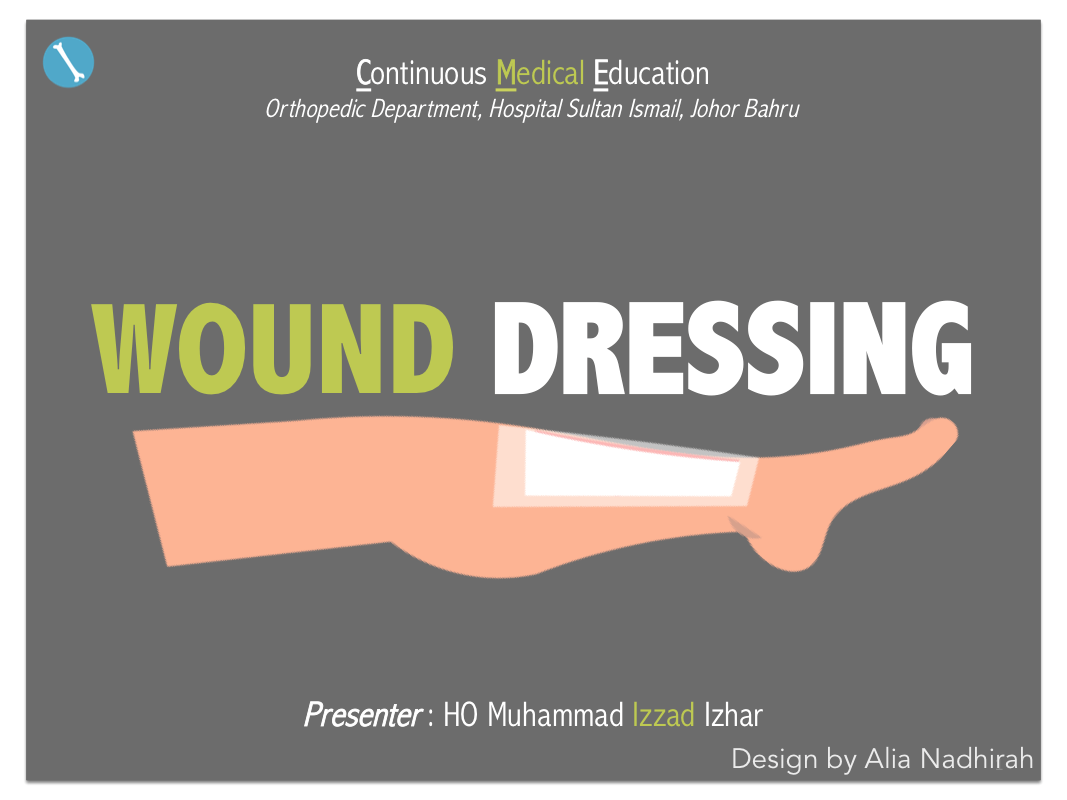 Continuous Medical Education
Orthopedic Department, Hospital Sultan Ismail, Johor Bahru
WOUND DRESSING
Presenter : HO Muhammad Izzad Izhar
Design by Alia Nadhirah